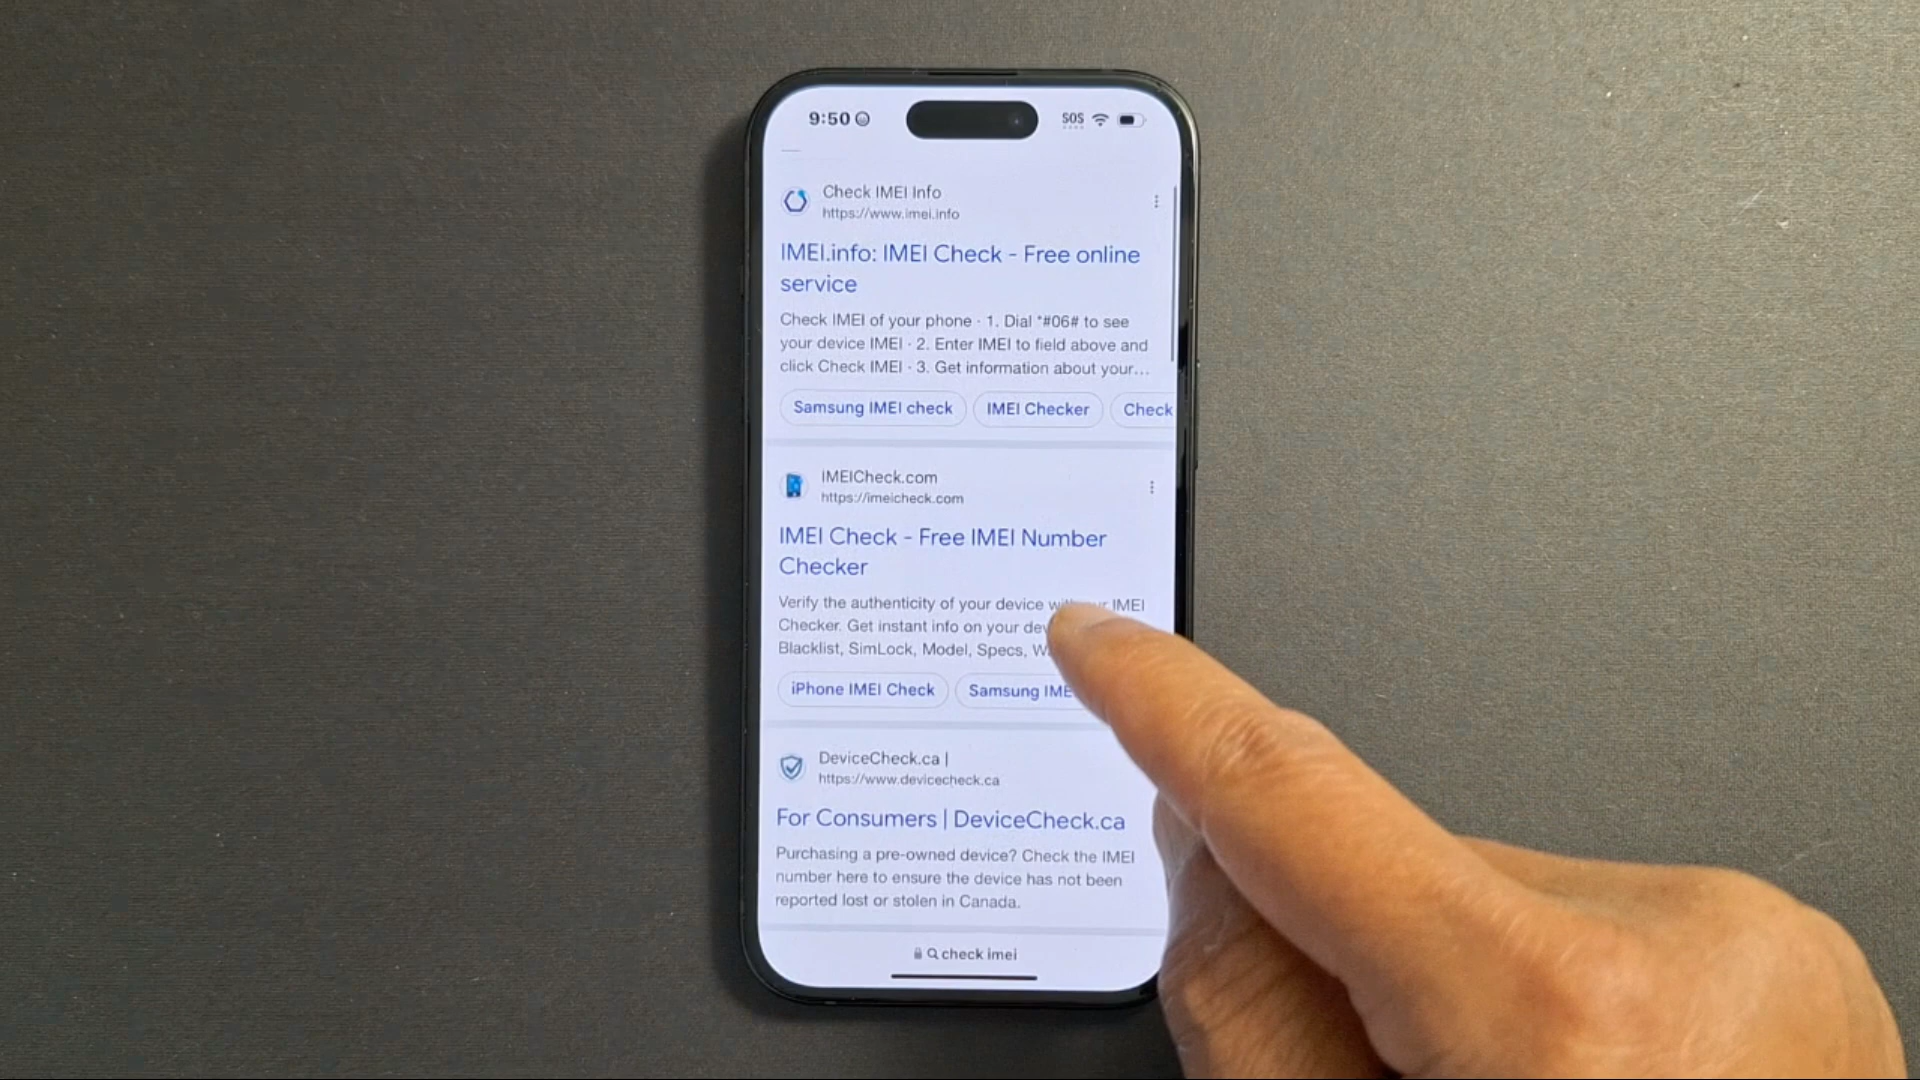 9:50
SOS
Check IMEI Info
https://www.imei.info
IMEI.info: IMEI Check - Free online
service
Check IMEI of your phone · 1. Dial *#06# to see
your device IMEI · 2. Enter IMEI to field above and
click Check IMEI · 3. Get information about your...
Samsung IMEI check
IMEI Checker
Check
IMEICheck.com
https://imeicheck.com
IMEI Check - Free IMEI Number
Checker
Verify the authenticity of your device IMEI
Checker. Get instant info on your
Blacklist, SimLock, Model, Specs,
iPhone IMEI Check
Samsung IME
DeviceCheck.ca |
https://www.devicecheck.ca
For Consumers | DeviceCheck.ca
Purchasing a pre-owned device? Check the IMEI
number here to ensure the device has not been
reported lost or stolen in Canada.
check imei